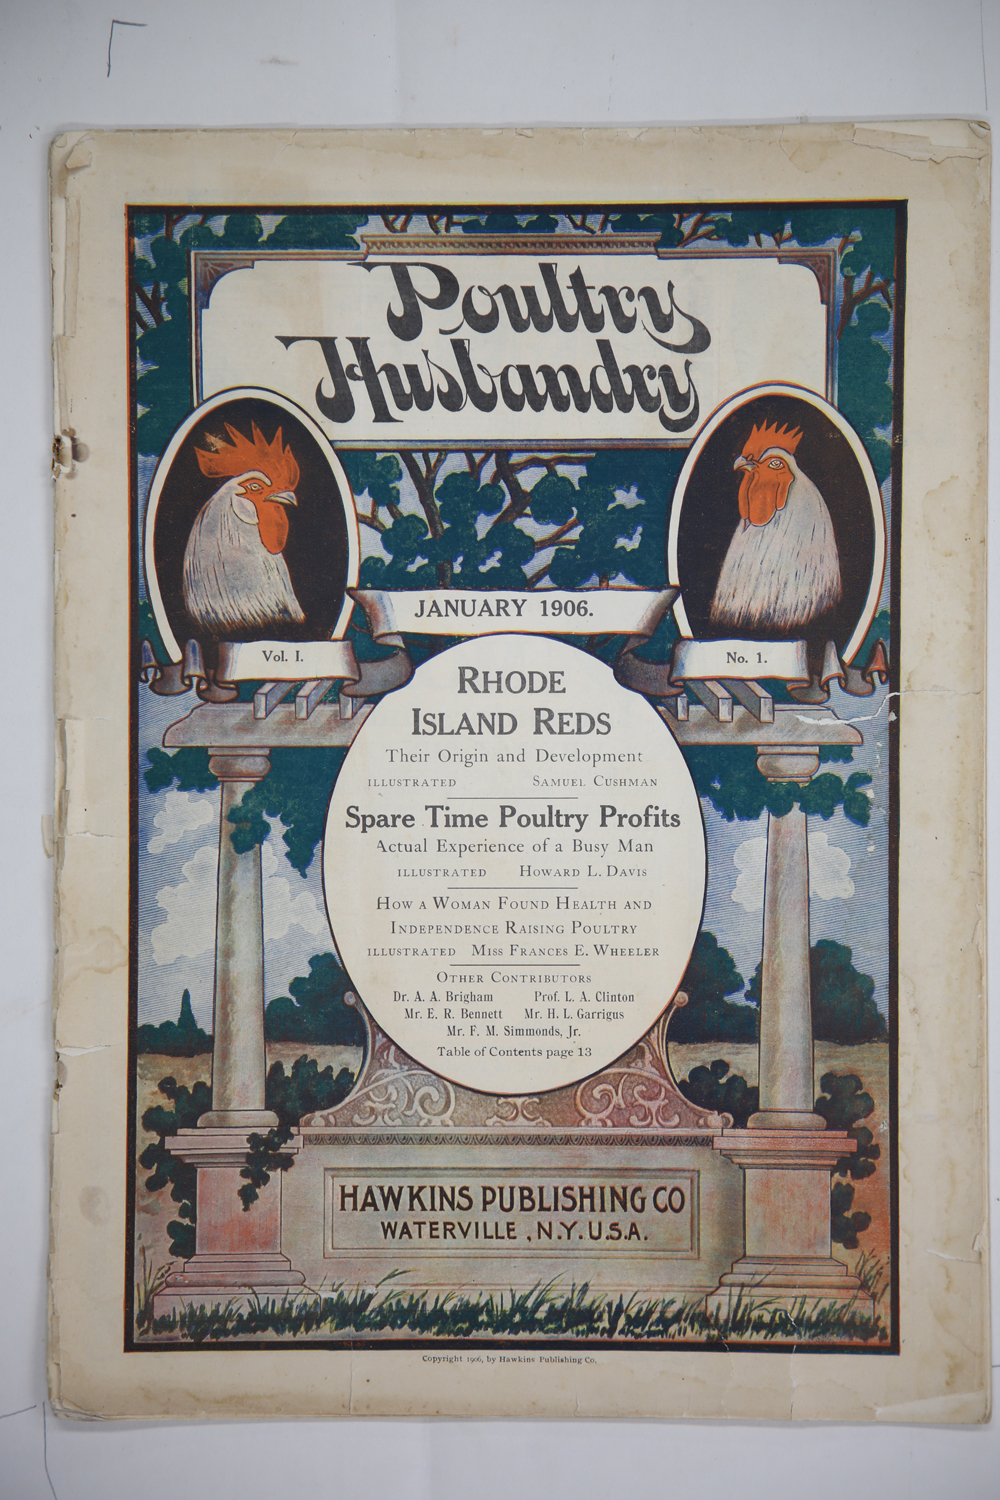 Poultry
Husbandry
JANUARY 1906.
Vol. I.
No. 1.
RHODE
ISLAND REDS
Their Origin and Development
ILLUSTRATED SAMUEL CUSHMAN
Spare Time Poultry Profits
Actual Experience of a Busy Man
ILLUSTRATED HOWARD L. DAVIS
HOW A WOMAN FOUND HEALTH AND
INDEPENDENCE RAISING POULTRY
ILLUSTRATED MISS FRANCES E. WHEELER
OTHER CONTRIBUTORS
Dr. A. A. Brigham Prof. L. A. Clinton
Mr. E. R. Bennett Mr. H. L. Garrigus
Mr. F. M. Simmonds, Jr.
Table of Contents page 13
HAWKINS PUBLISHING CO
WATERVILLE, N.Y. U.S.A.
Copyright 1906, by Hawkins Publishing Co.